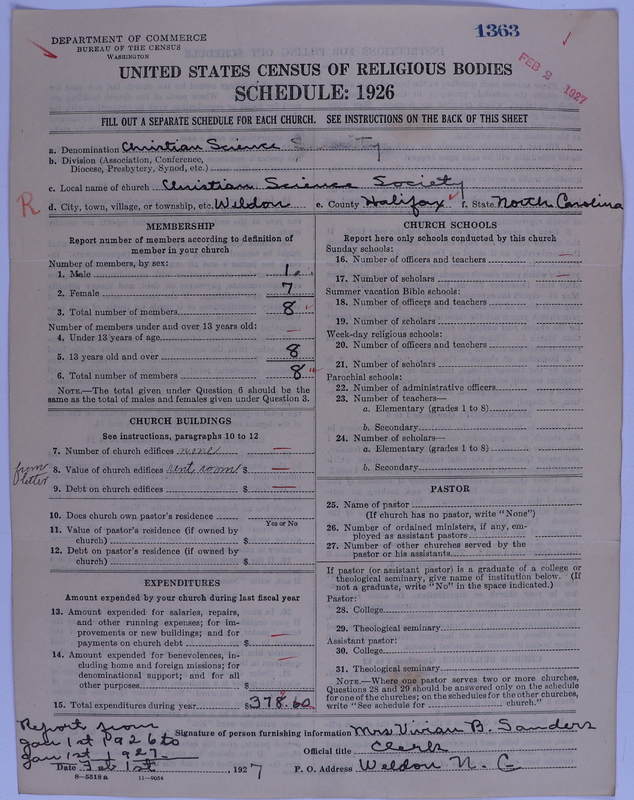 1363
DEPARTMENT OF COMMERCE
BUREAU OF THE CENSUS
WASHINGTON
FEB 2 1927
UNITED STATES CENSUS OF RELIGIOUS BODIES
SCHEDULE: 1926
FILL OUT A SEPARATE SCHEDULE FOR EACH CHURCH. SEE INSTRUCTIONS ON THE BACK OF THIS SHEET
a. Denomination Christian Science Society
b. Division (Association, Conference,
Diocese, Presbytery, Synod, etc.)
c. Local name of church Christian Science Society
R d. City, town, village, or township, etc. Weldon e. County Halifax f. State North Carolina
MEMBERSHIP
Report number of members according to definition of
member in your church
Number of members, by sex:
1. Male 1
2. Female 7
3. Total number of members 8
Number of members under and over 13 years old:
4. Under 13 years of age —
5. 13 years old and over 8
6. Total number of members 8
NOTE.—The total given under Question 6 should be the
same as the total of males and females given under Question 3.
CHURCH BUILDINGS
See instructions, paragraphs 10 to 12
7. Number of church edifices none —
from letter
8. Value of church edifices rent room $ —
9. Debt on church edifices $ —
10. Does church own pastor's residence
Yes or No
11. Value of pastor's residence (if owned by
church) $
12. Debt on pastor's residence (if owned by
church) $
EXPENDITURES
Amount expended by your church during last fiscal year
13. Amount expended for salaries, repairs,
and other running expenses; for im-
provements or new buildings; and for
payments on church debt $ —
14. Amount expended for benevolences, in-
cluding home and foreign missions; for
denominational support; and for all
other purposes $ —
15. Total expenditures during year $ 378.60
CHURCH SCHOOLS
Report here only schools conducted by this church
Sunday schools:
16. Number of officers and teachers —
17. Number of scholars —
Summer vacation Bible schools:
18. Number of officers and teachers
19. Number of scholars
Week-day religious schools:
20. Number of officers and teachers
21. Number of scholars
Parochial schools:
22. Number of administrative officers
23. Number of teachers—
a. Elementary (grades 1 to 8)
b. Secondary
24. Number of scholars—
a. Elementary (grades 1 to 8)
b. Secondary
PASTOR
25. Name of pastor
(If church has no pastor, write "None")
26. Number of ordained ministers, if any, em-
ployed as assistant pastors
27. Number of other churches served by the
pastor or his assistants
If pastor (or assistant pastor) is a graduate of a college or
theological seminary, give name of institution below. (If
not a graduate, write "No" in the space indicated.)
Pastor:
28. College
29. Theological seminary
Assistant pastor:
30. College
31. Theological seminary
NOTE.—Where one pastor serves two or more churches,
Questions 28 and 29 should be answered only on the schedule
for one of the churches; on the schedules for the other churches,
write "See schedule for church."
Report from
Jan 1st 1926 to
Jan 1st 1927
Signature of person furnishing information Mrs Vivian B. Sanders
Official title Clerk
Date Feb 1st, 1927 P. O. Address Weldon N. C
8—5518 a 11—9054